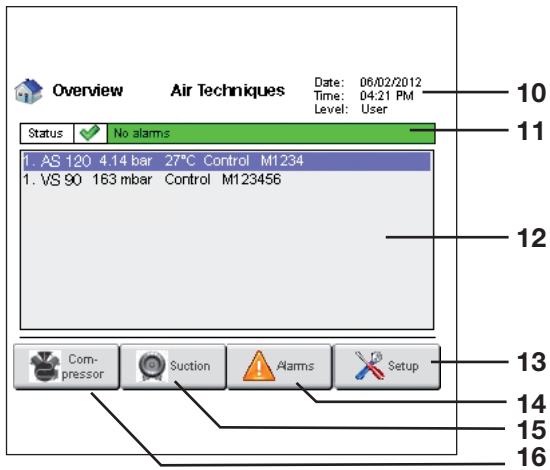 Overview Air Techniques
Date: 06/02/2012
Time: 04:21 PM
Level: User
10
Status No alarms
11
1. AS 120 4.14 bar 27°C Control M1234
1. VS 90 163 mbar Control M123456
12
Com-
pressor
Suction
Alarms
Setup
13
14
15
16